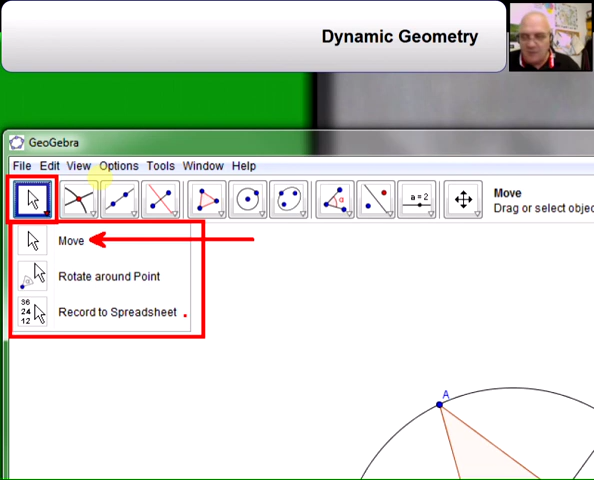 Dynamic Geometry
GeoGebra
File Edit View Options Tools Window Help
a = 2
α
Move
Drag or select objec
Move
Rotate around Point
36
24
12
Record to Spreadsheet
A